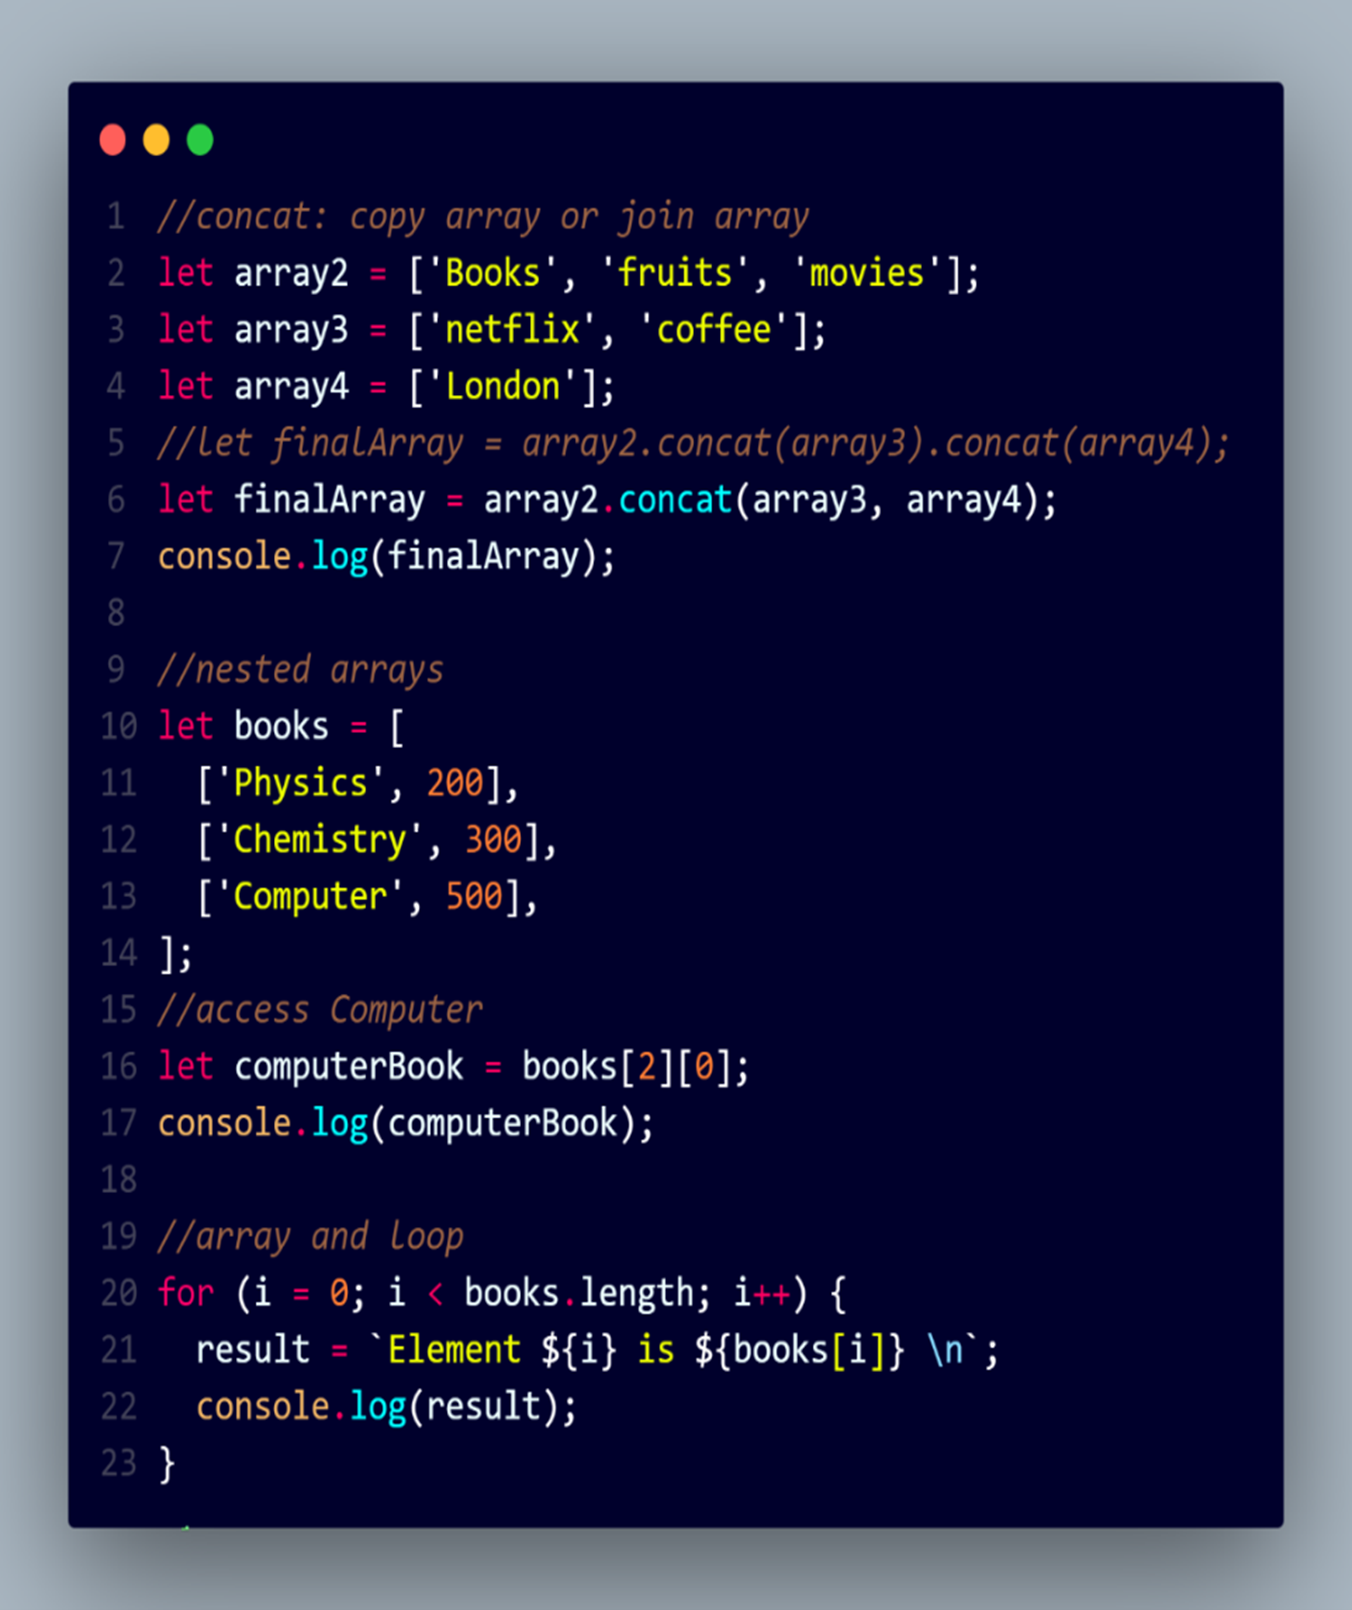 1 //concat: copy array or join array
2 let array2 = ['Books', 'fruits', 'movies'];
3 let array3 = ['netflix', 'coffee'];
4 let array4 = ['London'];
5 //let finalArray = array2.concat(array3).concat(array4);
6 let finalArray = array2.concat(array3, array4);
7 console.log(finalArray);
8
9 //nested arrays
10 let books = [
11   ['Physics', 200],
12   ['Chemistry', 300],
13   ['Computer', 500],
14 ];
15 //access Computer
16 let computerBook = books[2][0];
17 console.log(computerBook);
18
19 //array and loop
20 for (i = 0; i < books.length; i++) {
21   result = `Element ${i} is ${books[i]} \n`;
22   console.log(result);
23 }